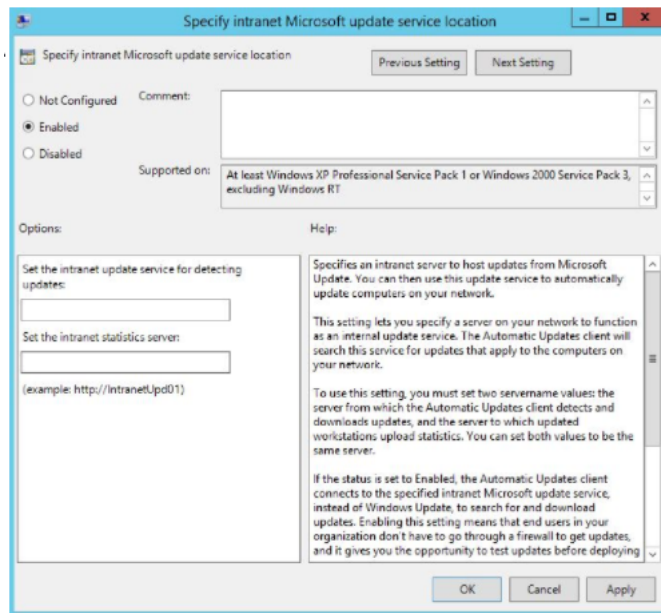 Specify intranet Microsoft update service location
Specify intranet Microsoft update service location
Previous Setting
Next Setting
Not Configured
Enabled
Disabled
Comment:
Supported on:
At least Windows XP Professional Service Pack 1 or Windows 2000 Service Pack 3,
excluding Windows RT
Options:
Help:
Set the intranet update service for detecting
updates:
Set the intranet statistics server:
(example: http://IntranetUpd01)
Specifies an intranet server to host updates from Microsoft
Update. You can then use this update service to automatically
update computers on your network.
This setting lets you specify a server on your network to function
as an internal update service. The Automatic Updates client will
search this service for updates that apply to the computers on
your network.
To use this setting, you must set two servername values: the
server from which the Automatic Updates client detects and
downloads updates, and the server to which updated
workstations upload statistics. You can set both values to be the
same server.
If the status is set to Enabled, the Automatic Updates client
connects to the specified intranet Microsoft update service,
instead of Windows Update, to search for and download
updates. Enabling this setting means that end users in your
organization don't have to go through a firewall to get updates,
and it gives you the opportunity to test updates before deploying
OK
Cancel
Apply